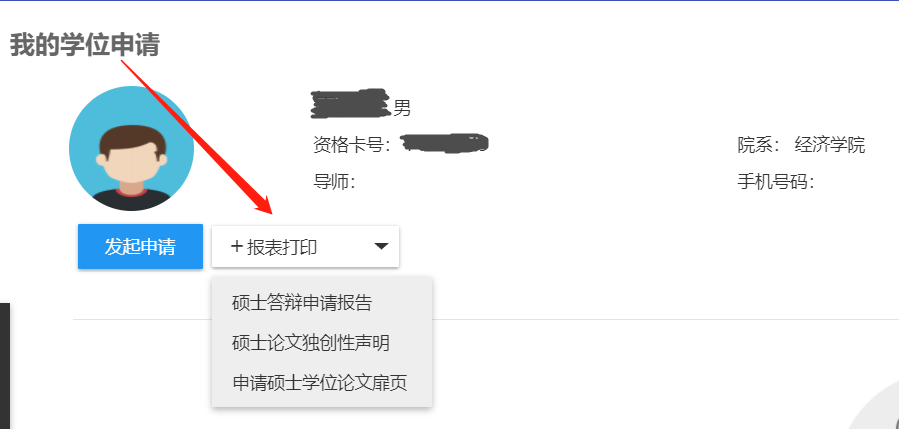 我的学位申请
男
资格卡号：
院系： 经济学院
导师：
手机号码：
发起申请
+ 报表打印
硕士答辩申请报告
硕士论文独创性声明
申请硕士学位论文扉页